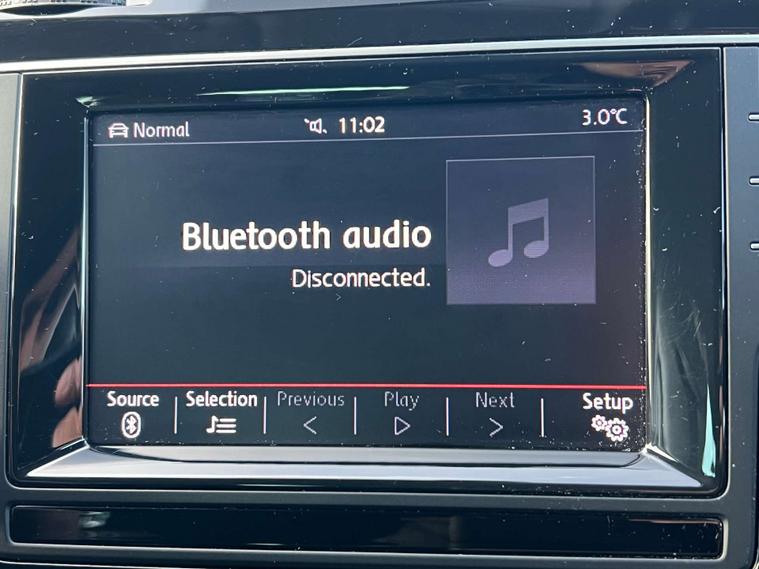 Normal 11:02 3.0°C
Bluetooth audio
Disconnected.
Source Selection Previous Play Next Setup